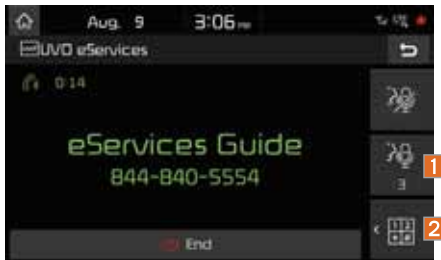 Aug. 9 3:06 PM
UVO eServices
0:14
eServices Guide
844-840-5554
3
1
2
End